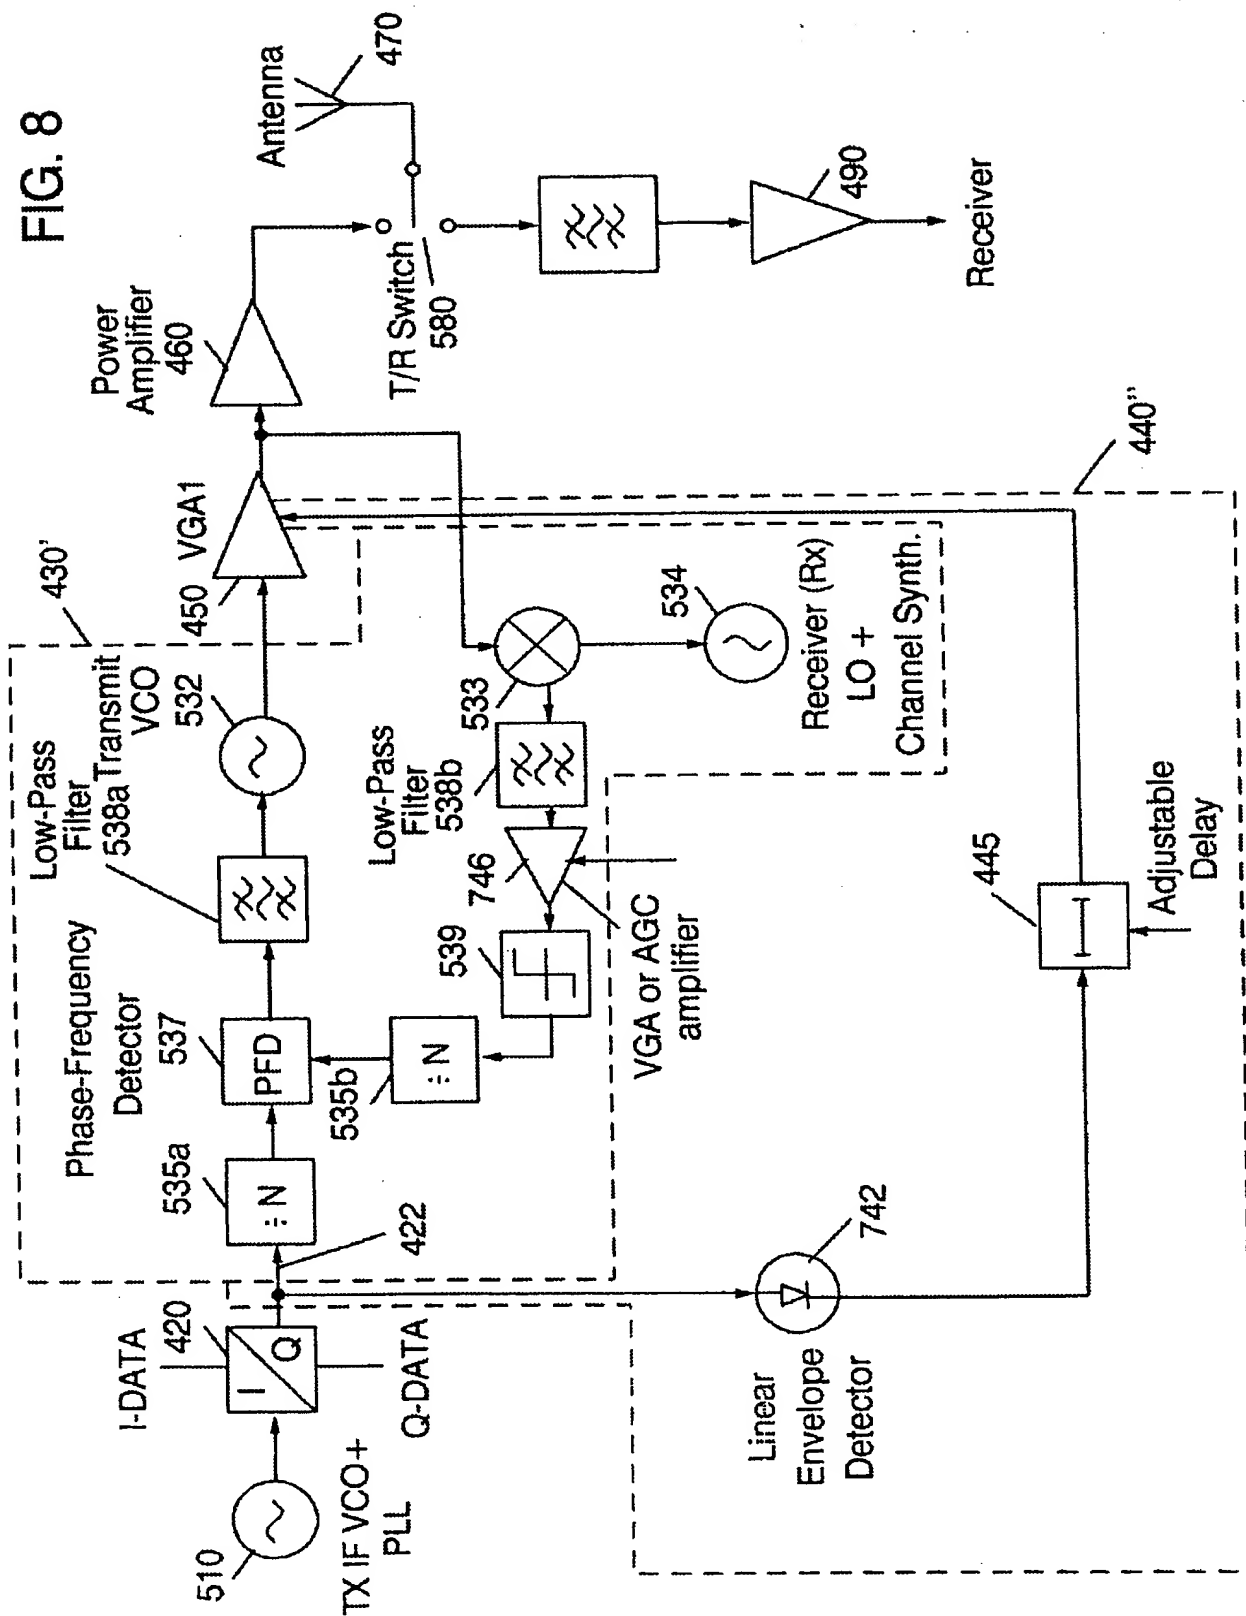 FIG. 8
510
TX IF VCO+
PLL
I-DATA
420
I
Q
Q-DATA
422
535a
÷N
Phase-Frequency
Detector
537
PFD
535b
÷N
Low-Pass
Filter
538a
Transmit
VCO
532
430'
450
VGA1
Power
Amplifier
460
Antenna
470
T/R Switch
580
490
Receiver
533
534
Receiver (Rx)
LO +
Channel Synth.
Low-Pass
Filter
538b
746
539
VGA or AGC
amplifier
Linear
Envelope
Detector
742
445
Adjustable
Delay
440"